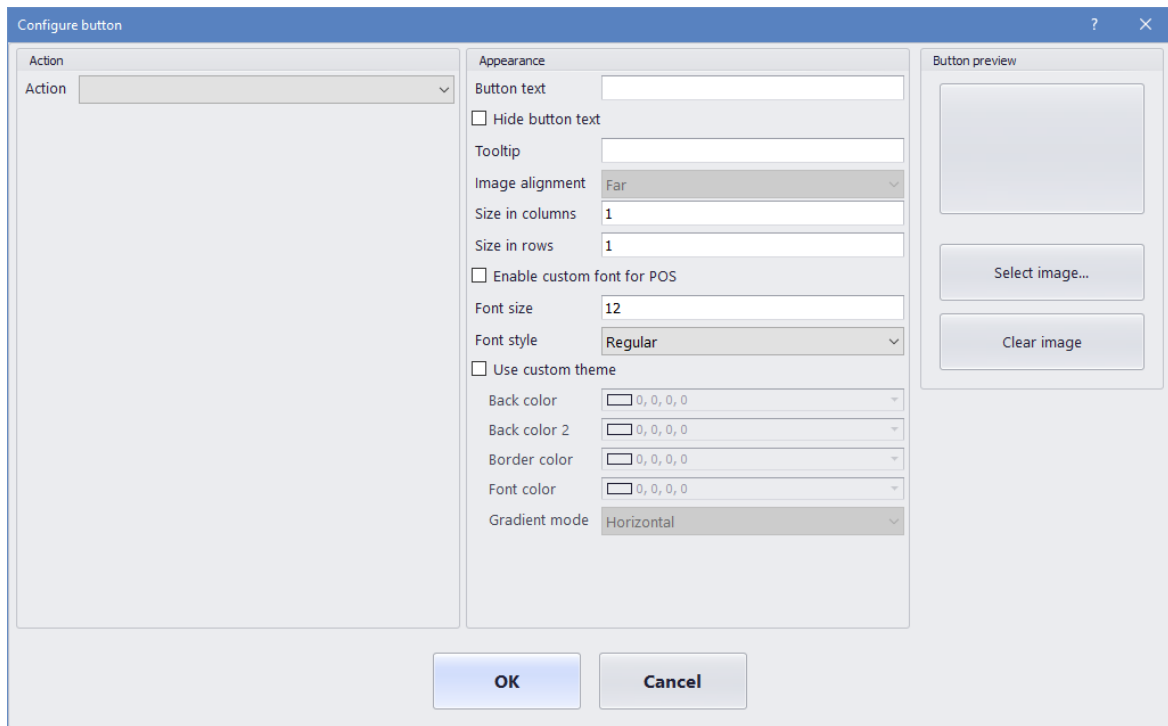 Configure button
?
Action
Action
Appearance
Button text
Hide button text
Tooltip
Image alignment Far
Size in columns 1
Size in rows 1
Enable custom font for POS
Font size 12
Font style Regular
Use custom theme
Back color 0, 0, 0, 0
Back color 2 0, 0, 0, 0
Border color 0, 0, 0, 0
Font color 0, 0, 0, 0
Gradient mode Horizontal
Button preview
Select image...
Clear image
OK
Cancel